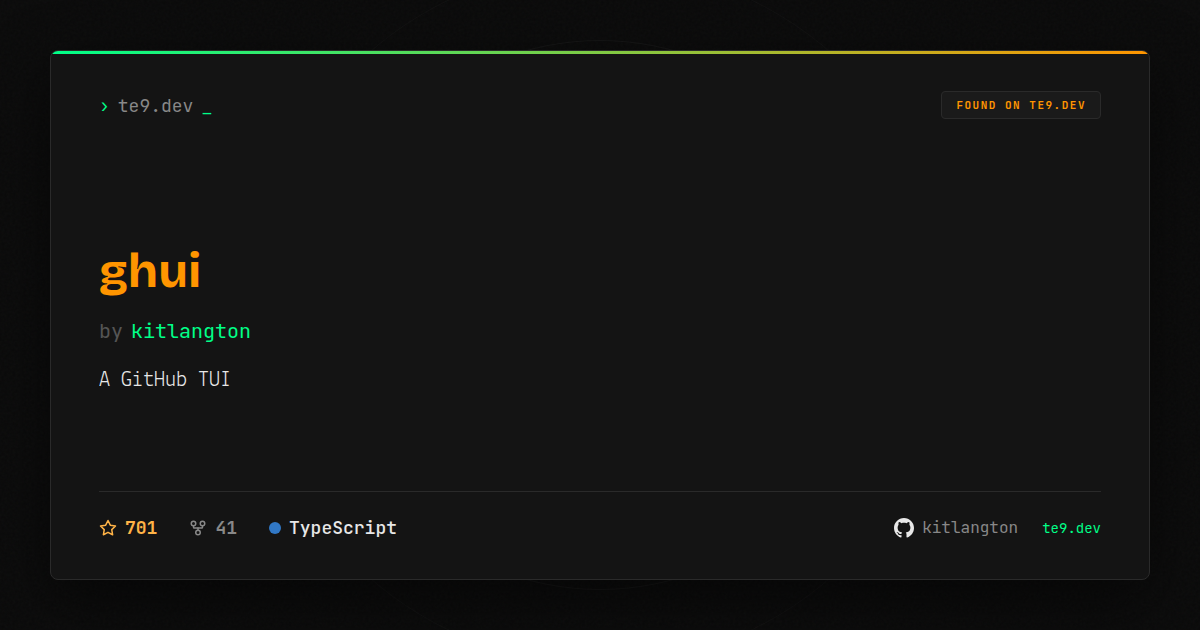 › te9.dev _
FOUND ON TE9.DEV
ghui
by kitlangton
A GitHub TUI
701 41 TypeScript
kitlangton te9.dev